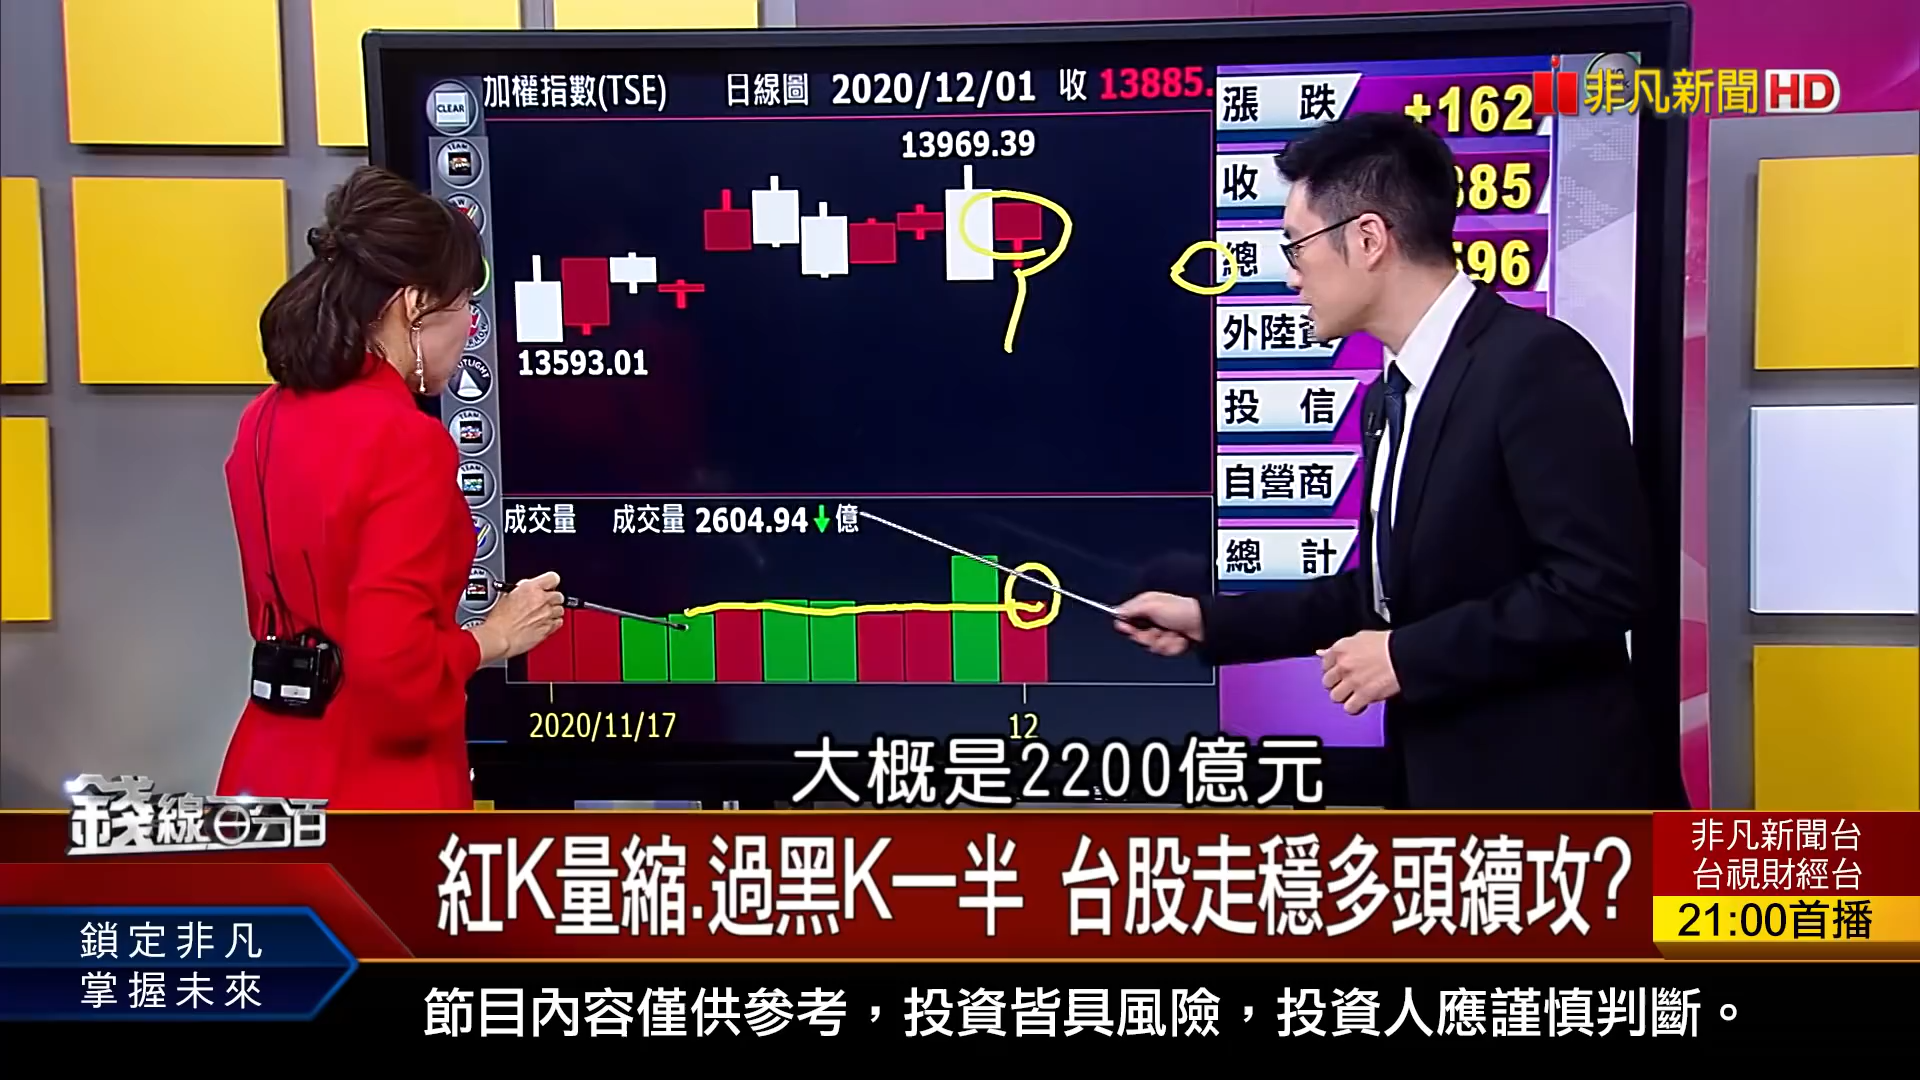 加權指數(TSE) 日線圖 2020/12/01 收 13885.
CLEAR
13969.39
13593.01
成交量 成交量 2604.94↓億
2020/11/17
12
漲 跌 +162
收 885
總 596
外陸資
投 信
自營商
總 計
非凡新聞HD
大概是2200億元
錢線百分百
紅K量縮.過黑K一半 台股走穩多頭續攻?
非凡新聞台
台視財經台
21:00首播
鎖定非凡
掌握未來
節目內容僅供參考，投資皆具風險，投資人應謹慎判斷。